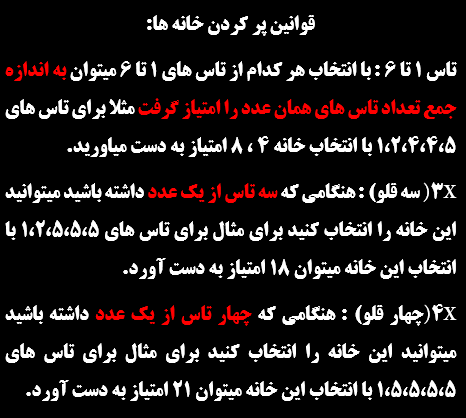 قوانین پر کردن خانه ها:
تاس ۱ تا ۶ : با انتخاب هر کدام از تاس های ۱ تا ۶ میتوان به اندازه
جمع تعداد تاس های همان عدد را امتیاز گرفت مثلا برای تاس های
۱،۲،۴،۴،۵ با انتخاب خانه ۴ ، ۸ امتیاز به دست میاورید.
۳X( سه قلو) : هنگامی که سه تاس از یک عدد داشته باشید میتوانید
این خانه را انتخاب کنید برای مثال برای تاس های ۱،۲،۵،۵،۵ با
انتخاب این خانه میتوان ۱۸ امتیاز به دست آورد.
۴X(چهار قلو) : هنگامی که چهار تاس از یک عدد داشته باشید
میتوانید این خانه را انتخاب کنید برای مثال برای تاس های
۱،۵،۵،۵،۵ با انتخاب این خانه میتوان ۲۱ امتیاز به دست آورد.